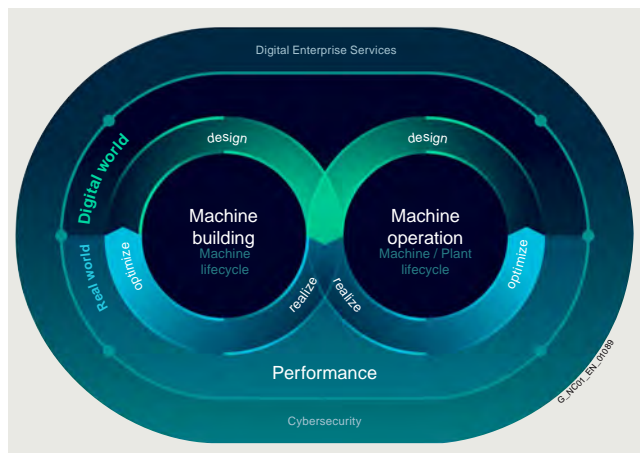 Digital Enterprise Services
Digital world
design
design
Machine
building
Machine
lifecycle
Machine
operation
Machine / Plant
lifecycle
Real world
optimize
realize
realize
optimize
Performance
Cybersecurity
G_NC01_EN_01089